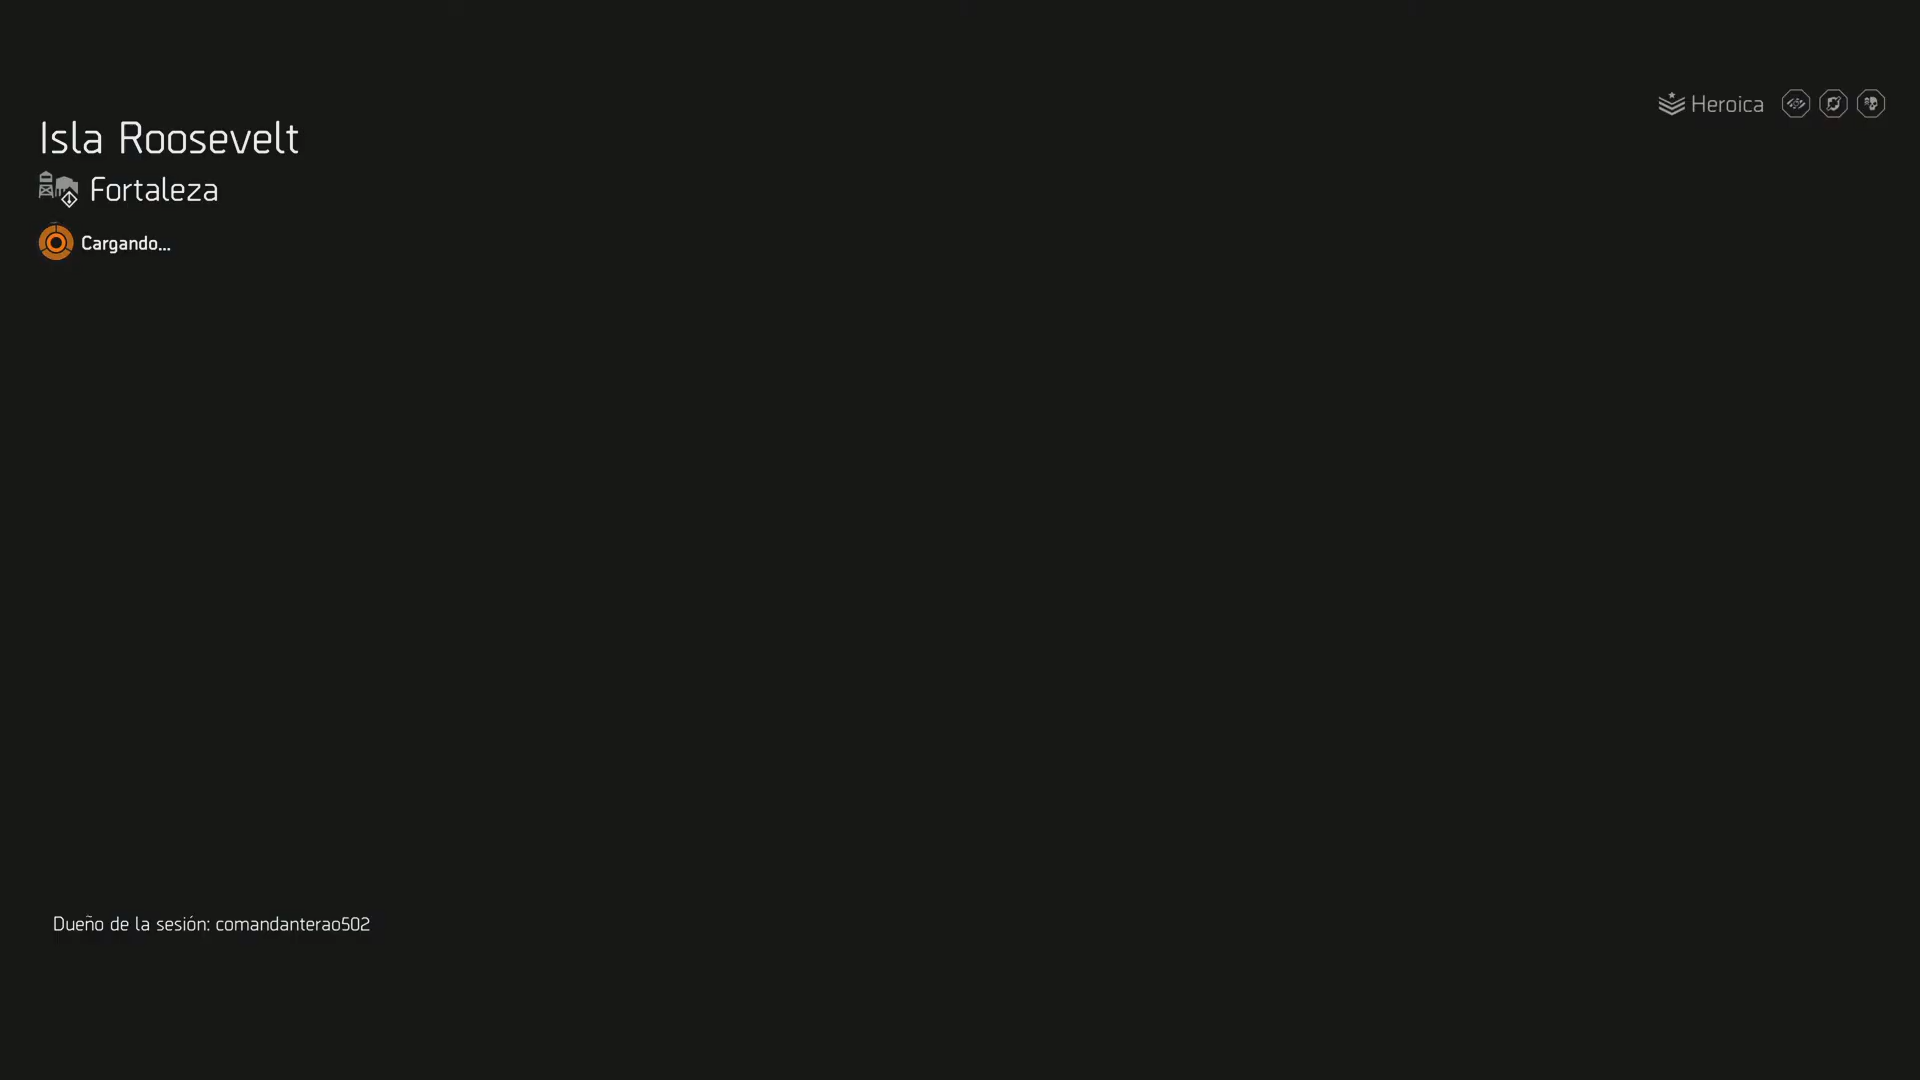 Heroica
Isla Roosevelt
Fortaleza
Cargando...
Dueño de la sesión: comandanterao502